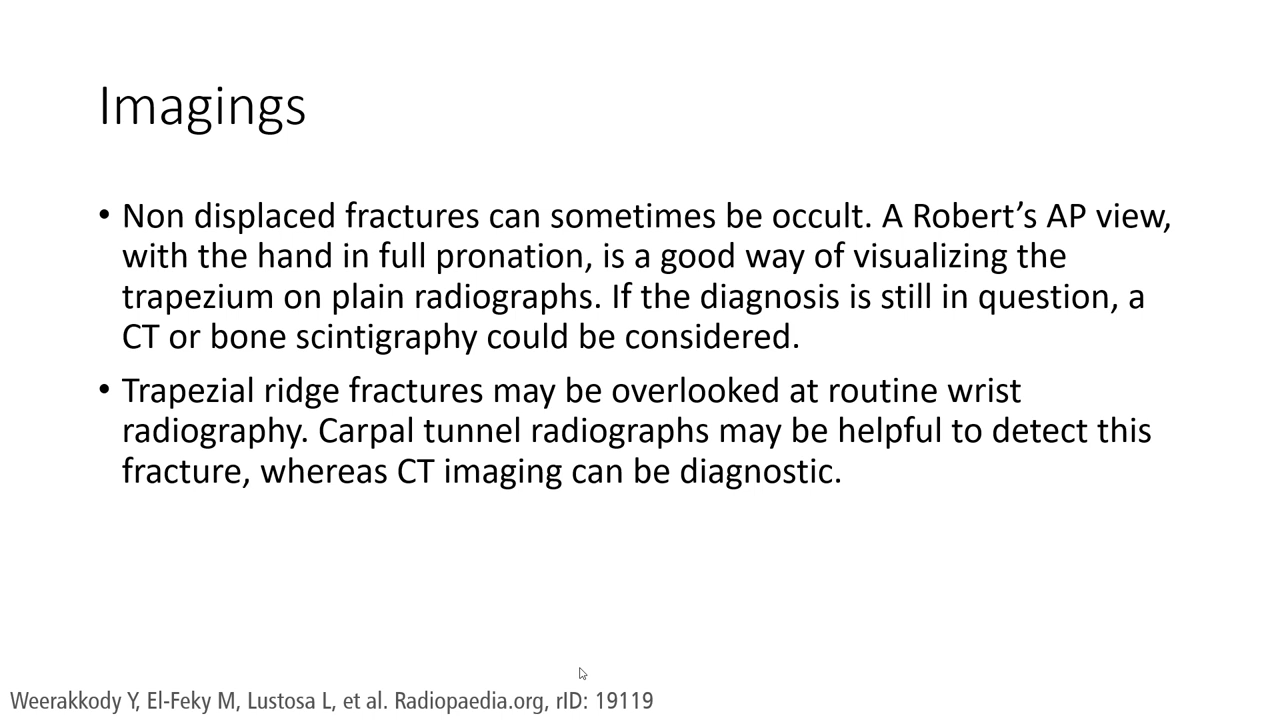 Imagings
• Non displaced fractures can sometimes be occult. A Robert’s AP view,
with the hand in full pronation, is a good way of visualizing the
trapezium on plain radiographs. If the diagnosis is still in question, a
CT or bone scintigraphy could be considered.
• Trapezial ridge fractures may be overlooked at routine wrist
radiography. Carpal tunnel radiographs may be helpful to detect this
fracture, whereas CT imaging can be diagnostic.
Weerakkody Y, El-Feky M, Lustosa L, et al. Radiopaedia.org, rID: 19119